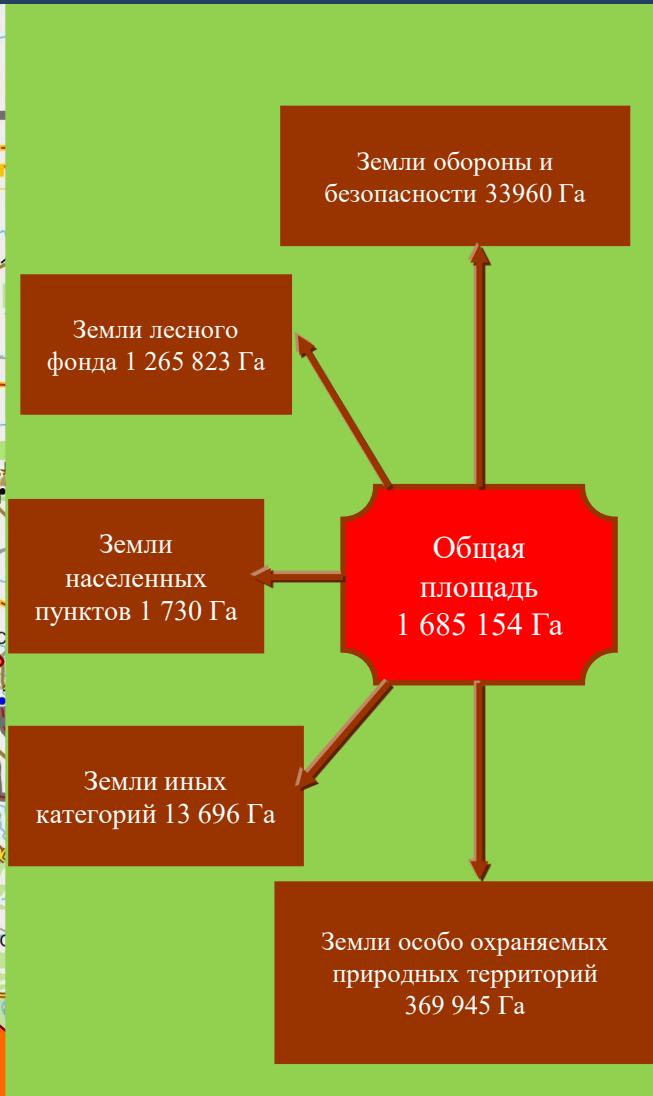 Земли обороны и
безопасности 33960 Га
Земли лесного
фонда 1 265 823 Га
Земли
населенных
пунктов 1 730 Га
Общая
площадь
1 685 154 Га
Земли иных
категорий 13 696 Га
Земли особо охраняемых
природных территорий
369 945 Га